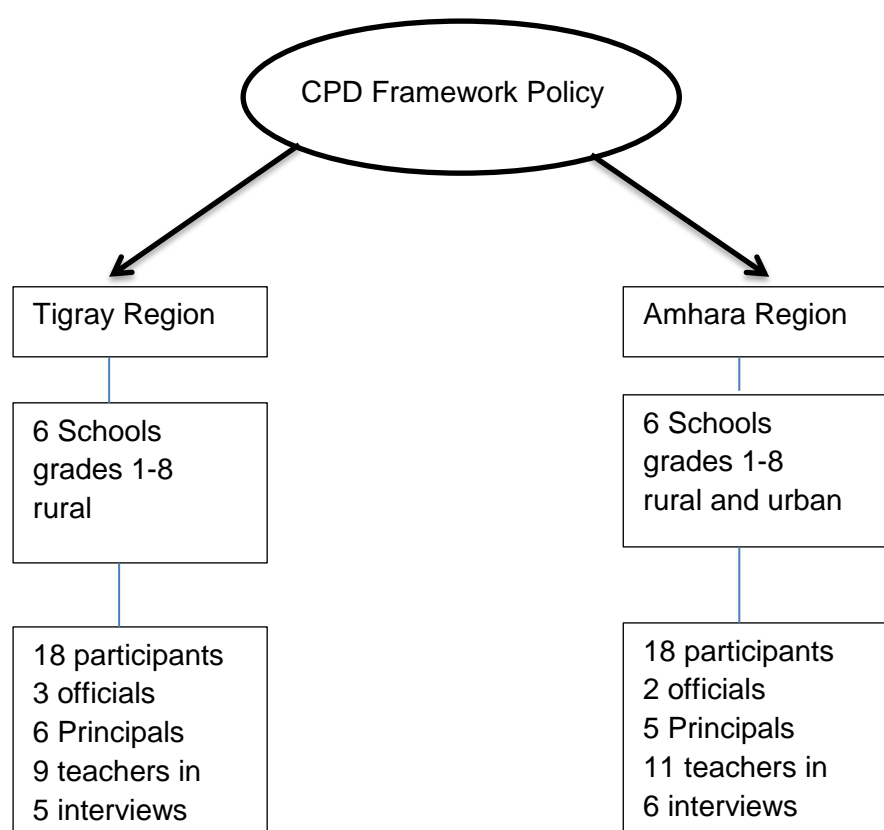 CPD Framework Policy
Tigray Region
6 Schools
grades 1-8
rural
18 participants
3 officials
6 Principals
9 teachers in
5 interviews
Amhara Region
6 Schools
grades 1-8
rural and urban
18 participants
2 officials
5 Principals
11 teachers in
6 interviews